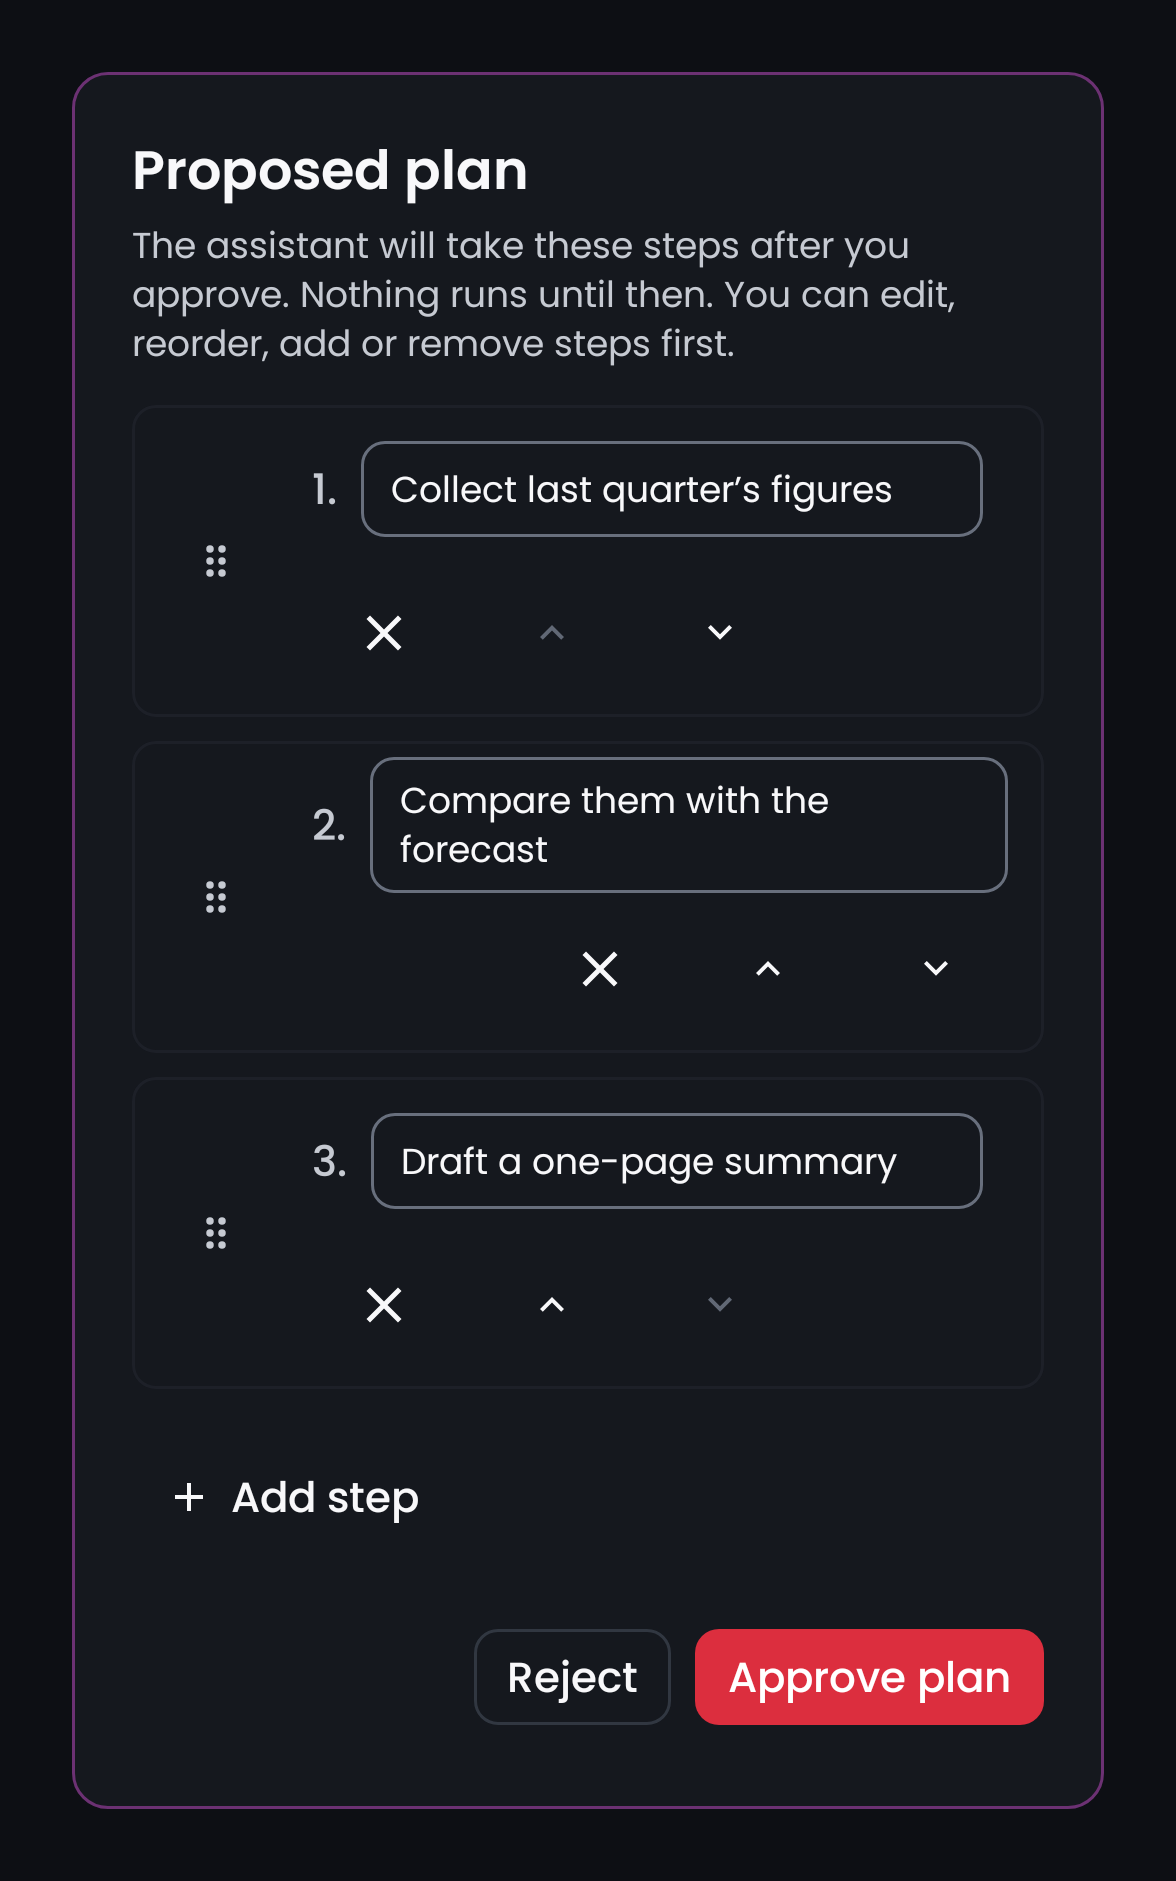 Proposed plan
The assistant will take these steps after you
approve. Nothing runs until then. You can edit,
reorder, add or remove steps first.
1. Collect last quarter’s figures
2. Compare them with the
forecast
3. Draft a one-page summary
Add step
Reject
Approve plan